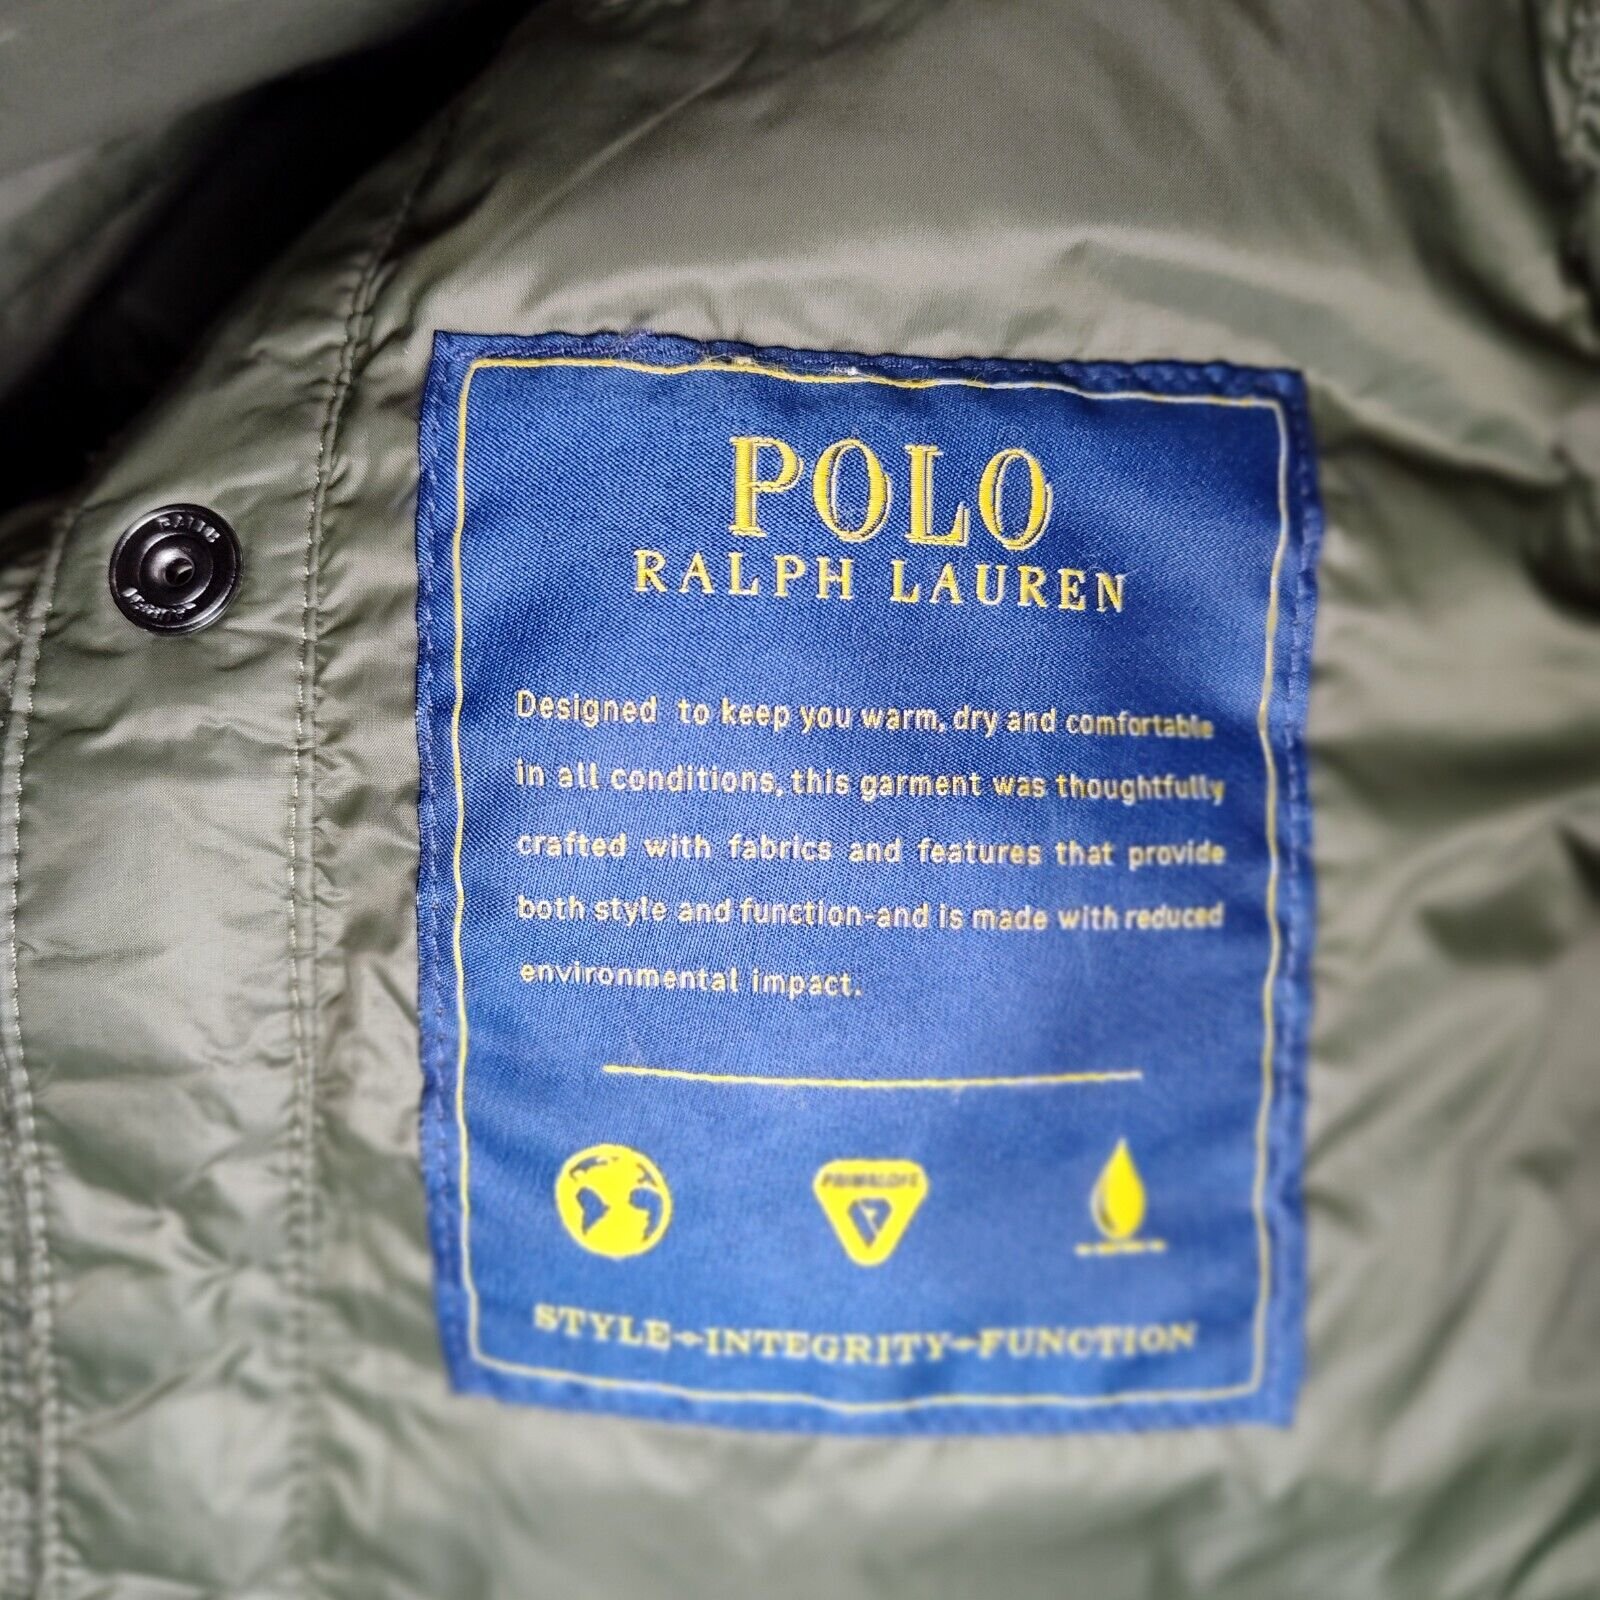 POLO
RALPH LAUREN
Designed to keep you warm, dry and comfortable
in all conditions, this garment was thoughtfully
crafted with fabrics and features that provide
both style and function-and is made with reduced
environmental impact.
PRIMALOFT
STYLE-INTEGRITY-FUNCTION